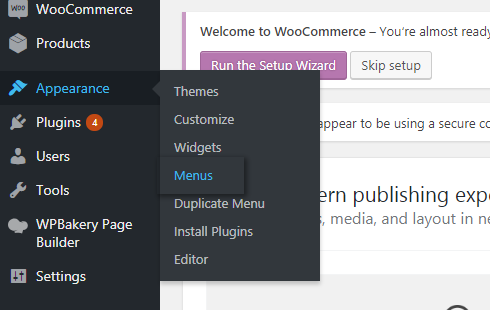 WOO
WooCommerce
Products
Appearance
Plugins 4
Users
Tools
WPBakery Page
Builder
Settings
Themes
Customize
Widgets
Menus
Duplicate Menu
Install Plugins
Editor
Welcome to WooCommerce – You're almost ready
Run the Setup Wizard
Skip setup
appear to be using a secure co
ern publishing expe
s, media, and layout in ne